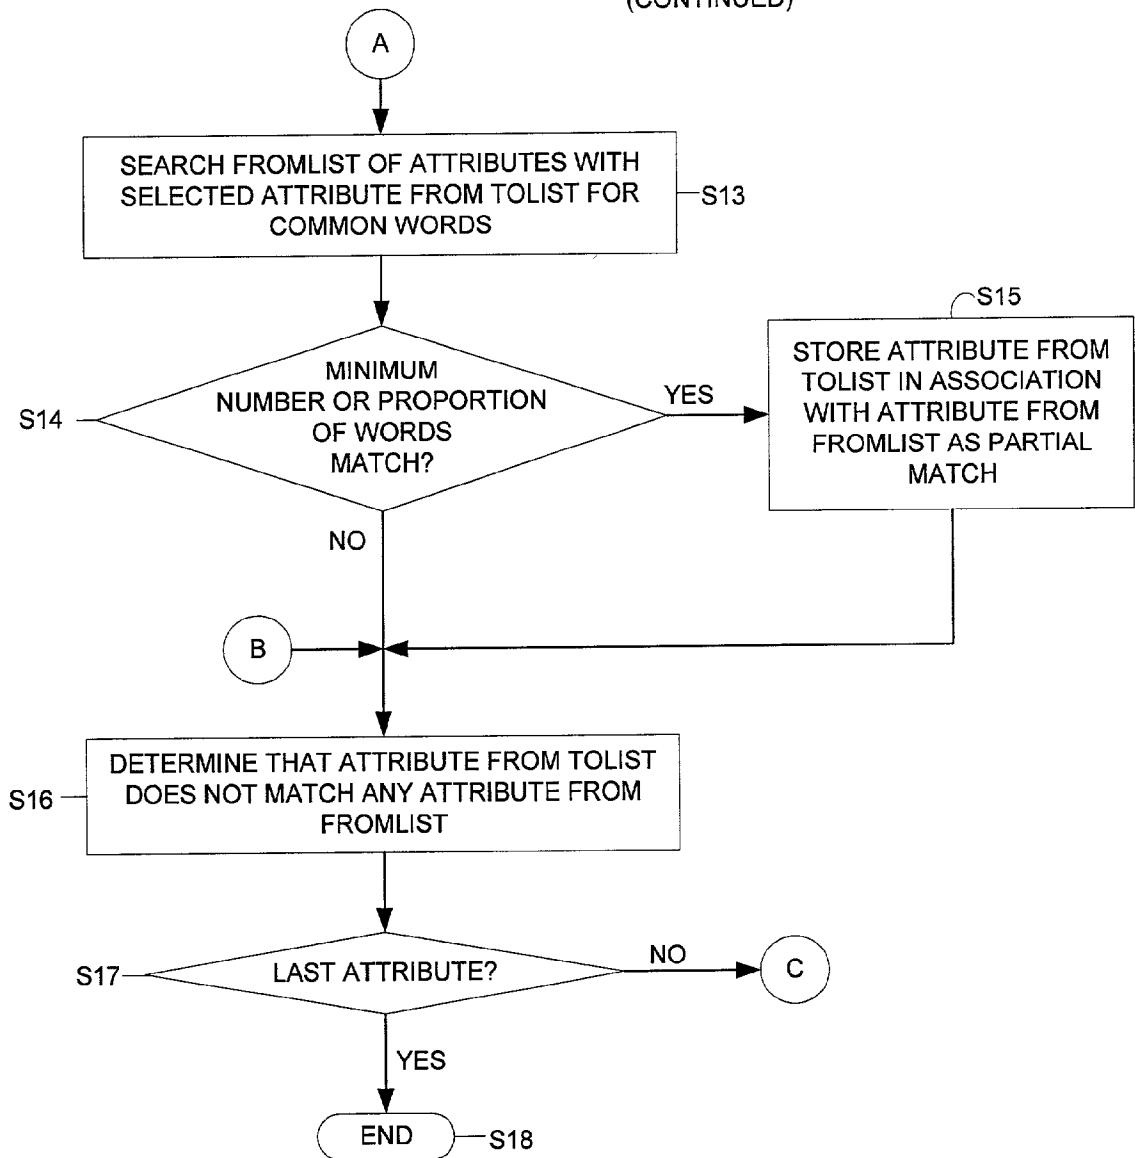 (CONTINUED)
A
SEARCH FROMLIST OF ATTRIBUTES WITH
SELECTED ATTRIBUTE FROM TOLIST FOR
COMMON WORDS
S13
S15
STORE ATTRIBUTE FROM
TOLIST IN ASSOCIATION
WITH ATTRIBUTE FROM
FROMLIST AS PARTIAL
MATCH
MINIMUM
NUMBER OR PROPORTION
OF WORDS
MATCH?
S14
YES
NO
B
DETERMINE THAT ATTRIBUTE FROM TOLIST
DOES NOT MATCH ANY ATTRIBUTE FROM
FROMLIST
S16
LAST ATTRIBUTE?
S17
NO
C
YES
END
S18